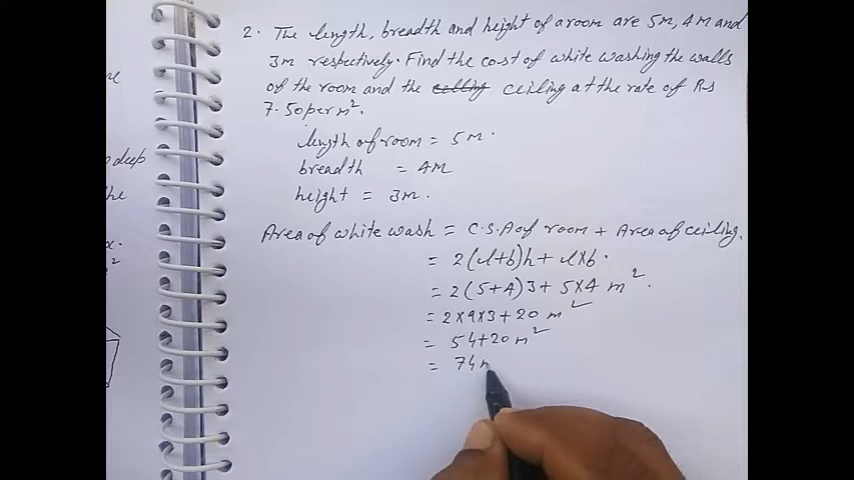 2. The length, breadth and height of a room are 5m, 4m and
3m respectively. Find the cost of white washing the walls
of the room and the ceiling at the rate of Rs
7.50 per m².
length of room = 5m.
breadth = 4m
height = 3m.
deep
the
Area of white wash = C.S.A of room + Area of ceiling.
= 2(l+b)h + l×b.
= 2(5+4)3 + 5×4 m².
= 2×9×3+20 m²
= 54+20 m²
= 74m